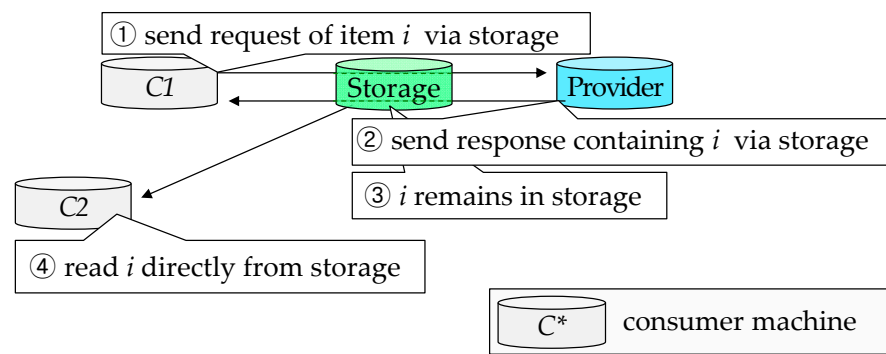 ① send request of item i via storage
C1
Storage
Provider
② send response containing i via storage
③ i remains in storage
C2
④ read i directly from storage
C* consumer machine